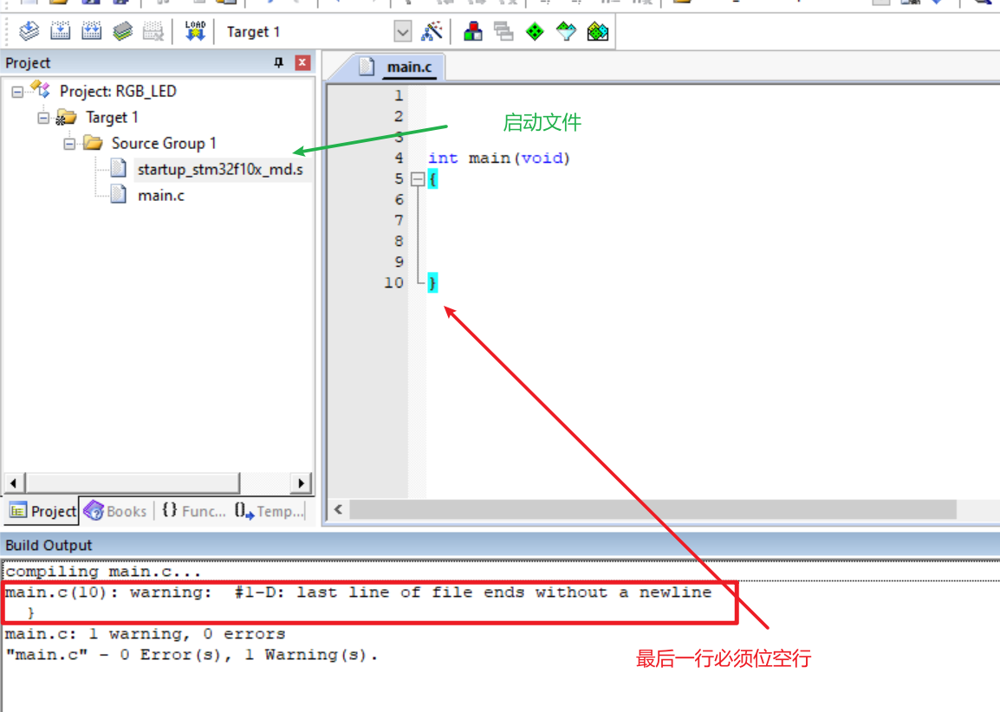 LOAD
Target 1
Project
main.c
Project: RGB_LED
Target 1
Source Group 1
startup_stm32f10x_md.s
main.c
启动文件
1
2
3
4 int main(void)
5 {
6
7
8
9
10 }
Project
Books
{} Func...
Temp...
Build Output
compiling main.c...
main.c(10): warning:  #1-D: last line of file ends without a newline
}
main.c: 1 warning, 0 errors
"main.c" - 0 Error(s), 1 Warning(s).
最后一行必须位空行